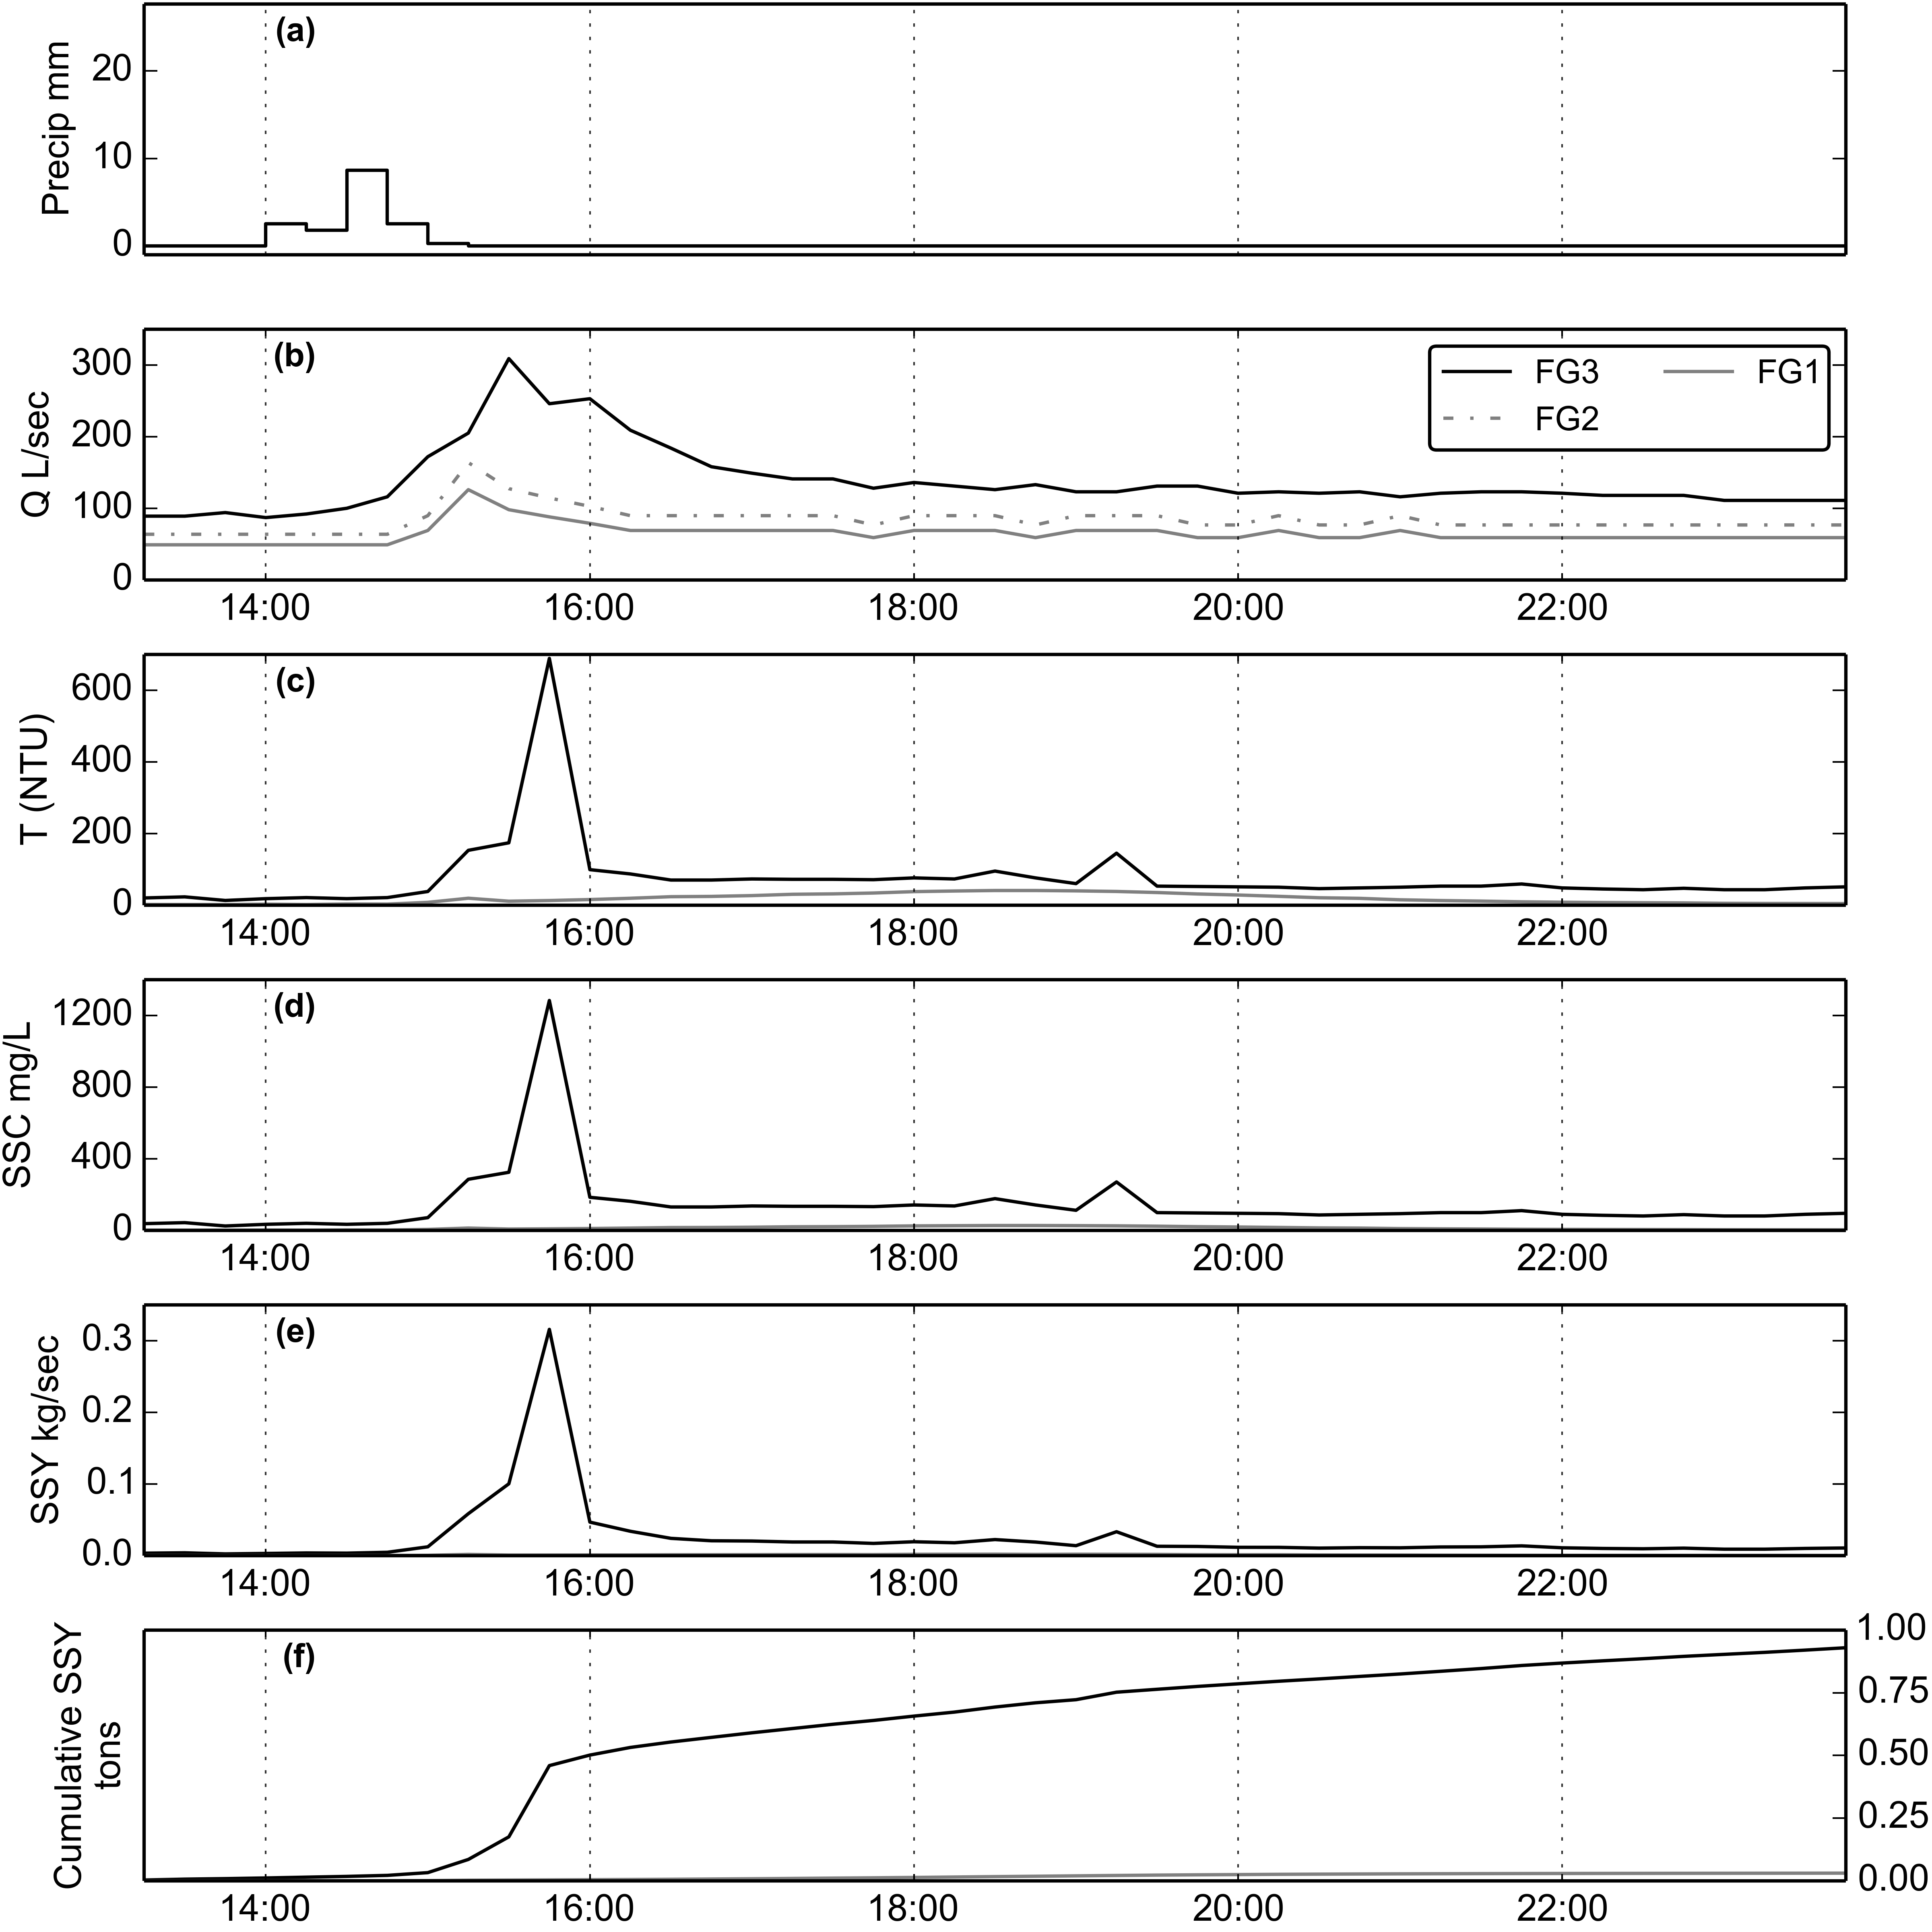 (a)
Precip mm
20
10
0
(b)
Q L/sec
300
200
100
0
FG3
FG1
FG2
14:00 16:00 18:00 20:00 22:00
(c)
T (NTU)
600
400
200
0
14:00 16:00 18:00 20:00 22:00
(d)
SSC mg/L
1200
800
400
0
14:00 16:00 18:00 20:00 22:00
(e)
SSY kg/sec
0.3
0.2
0.1
0.0
14:00 16:00 18:00 20:00 22:00
(f)
Cumulative SSY
tons
1.00
0.75
0.50
0.25
0.00
14:00 16:00 18:00 20:00 22:00